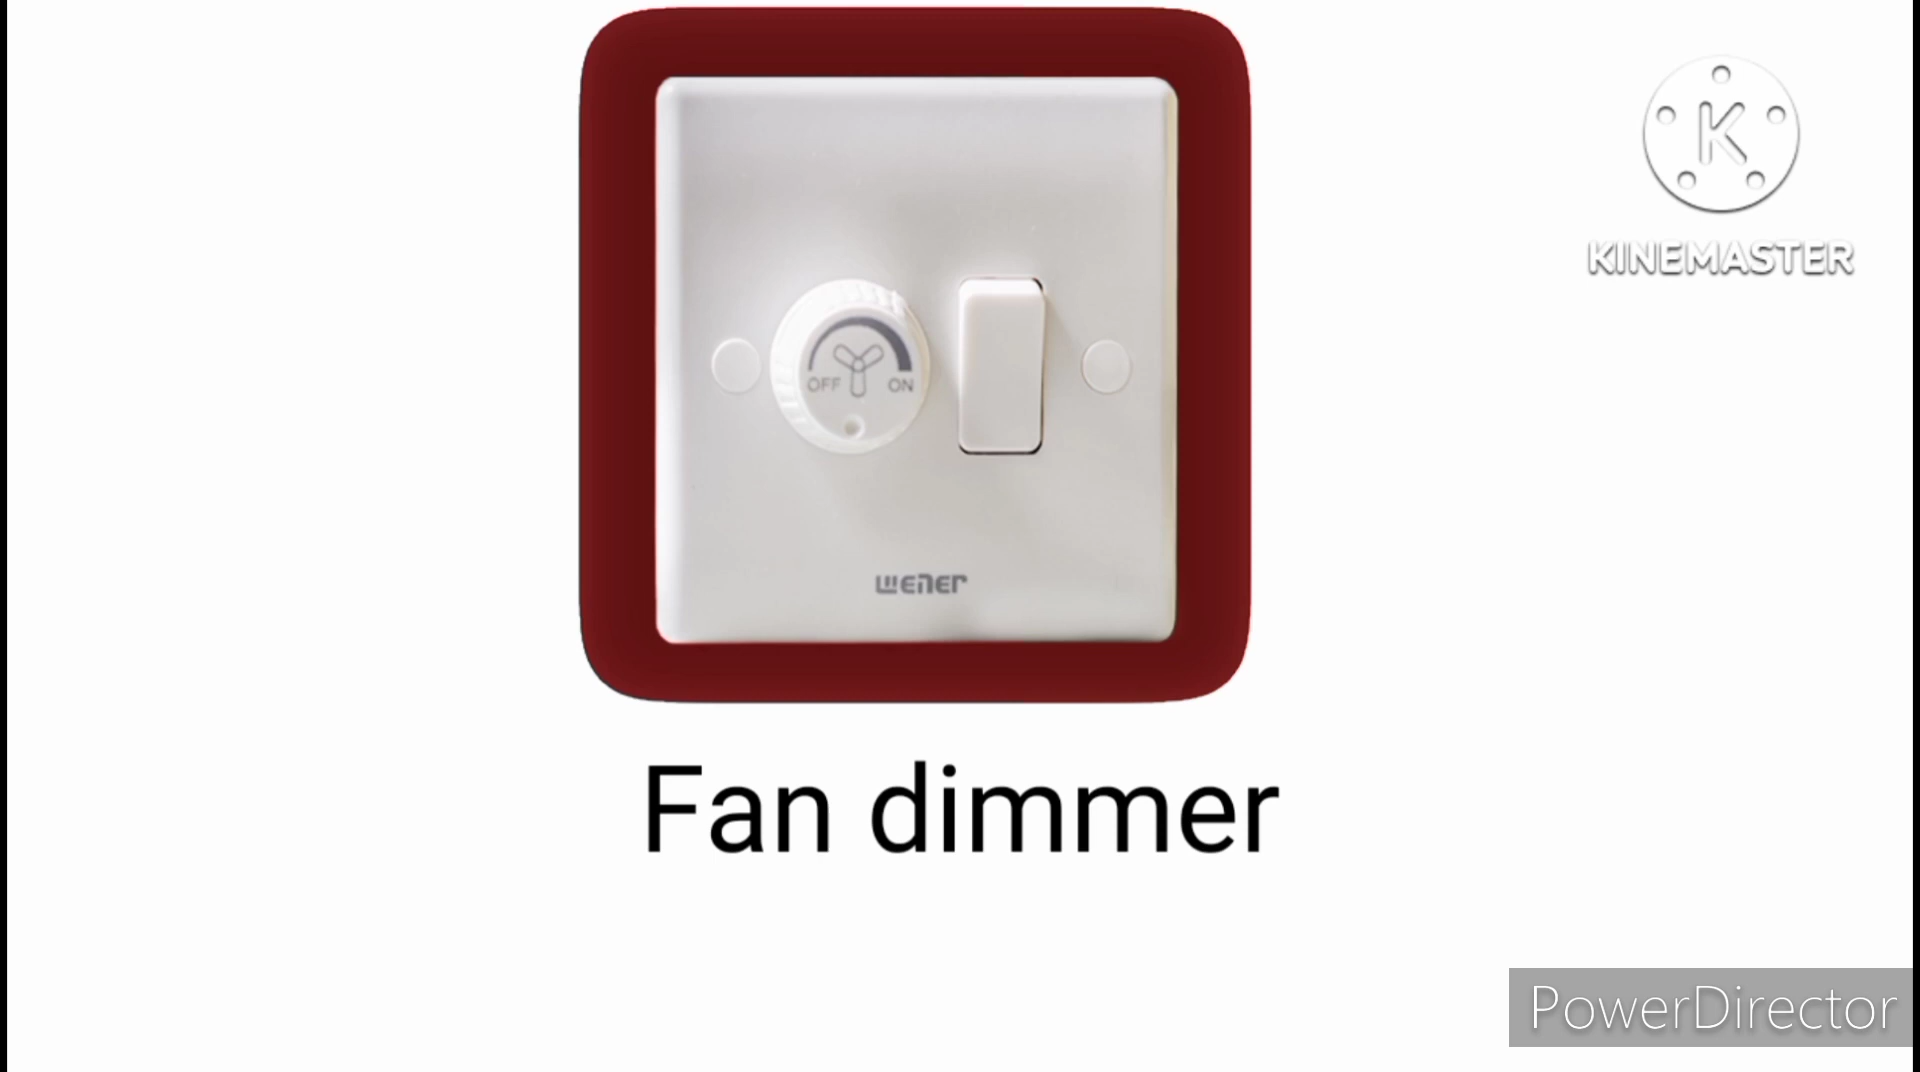 K
KINEMASTER
OFF ON
wener
Fan dimmer
PowerDirector